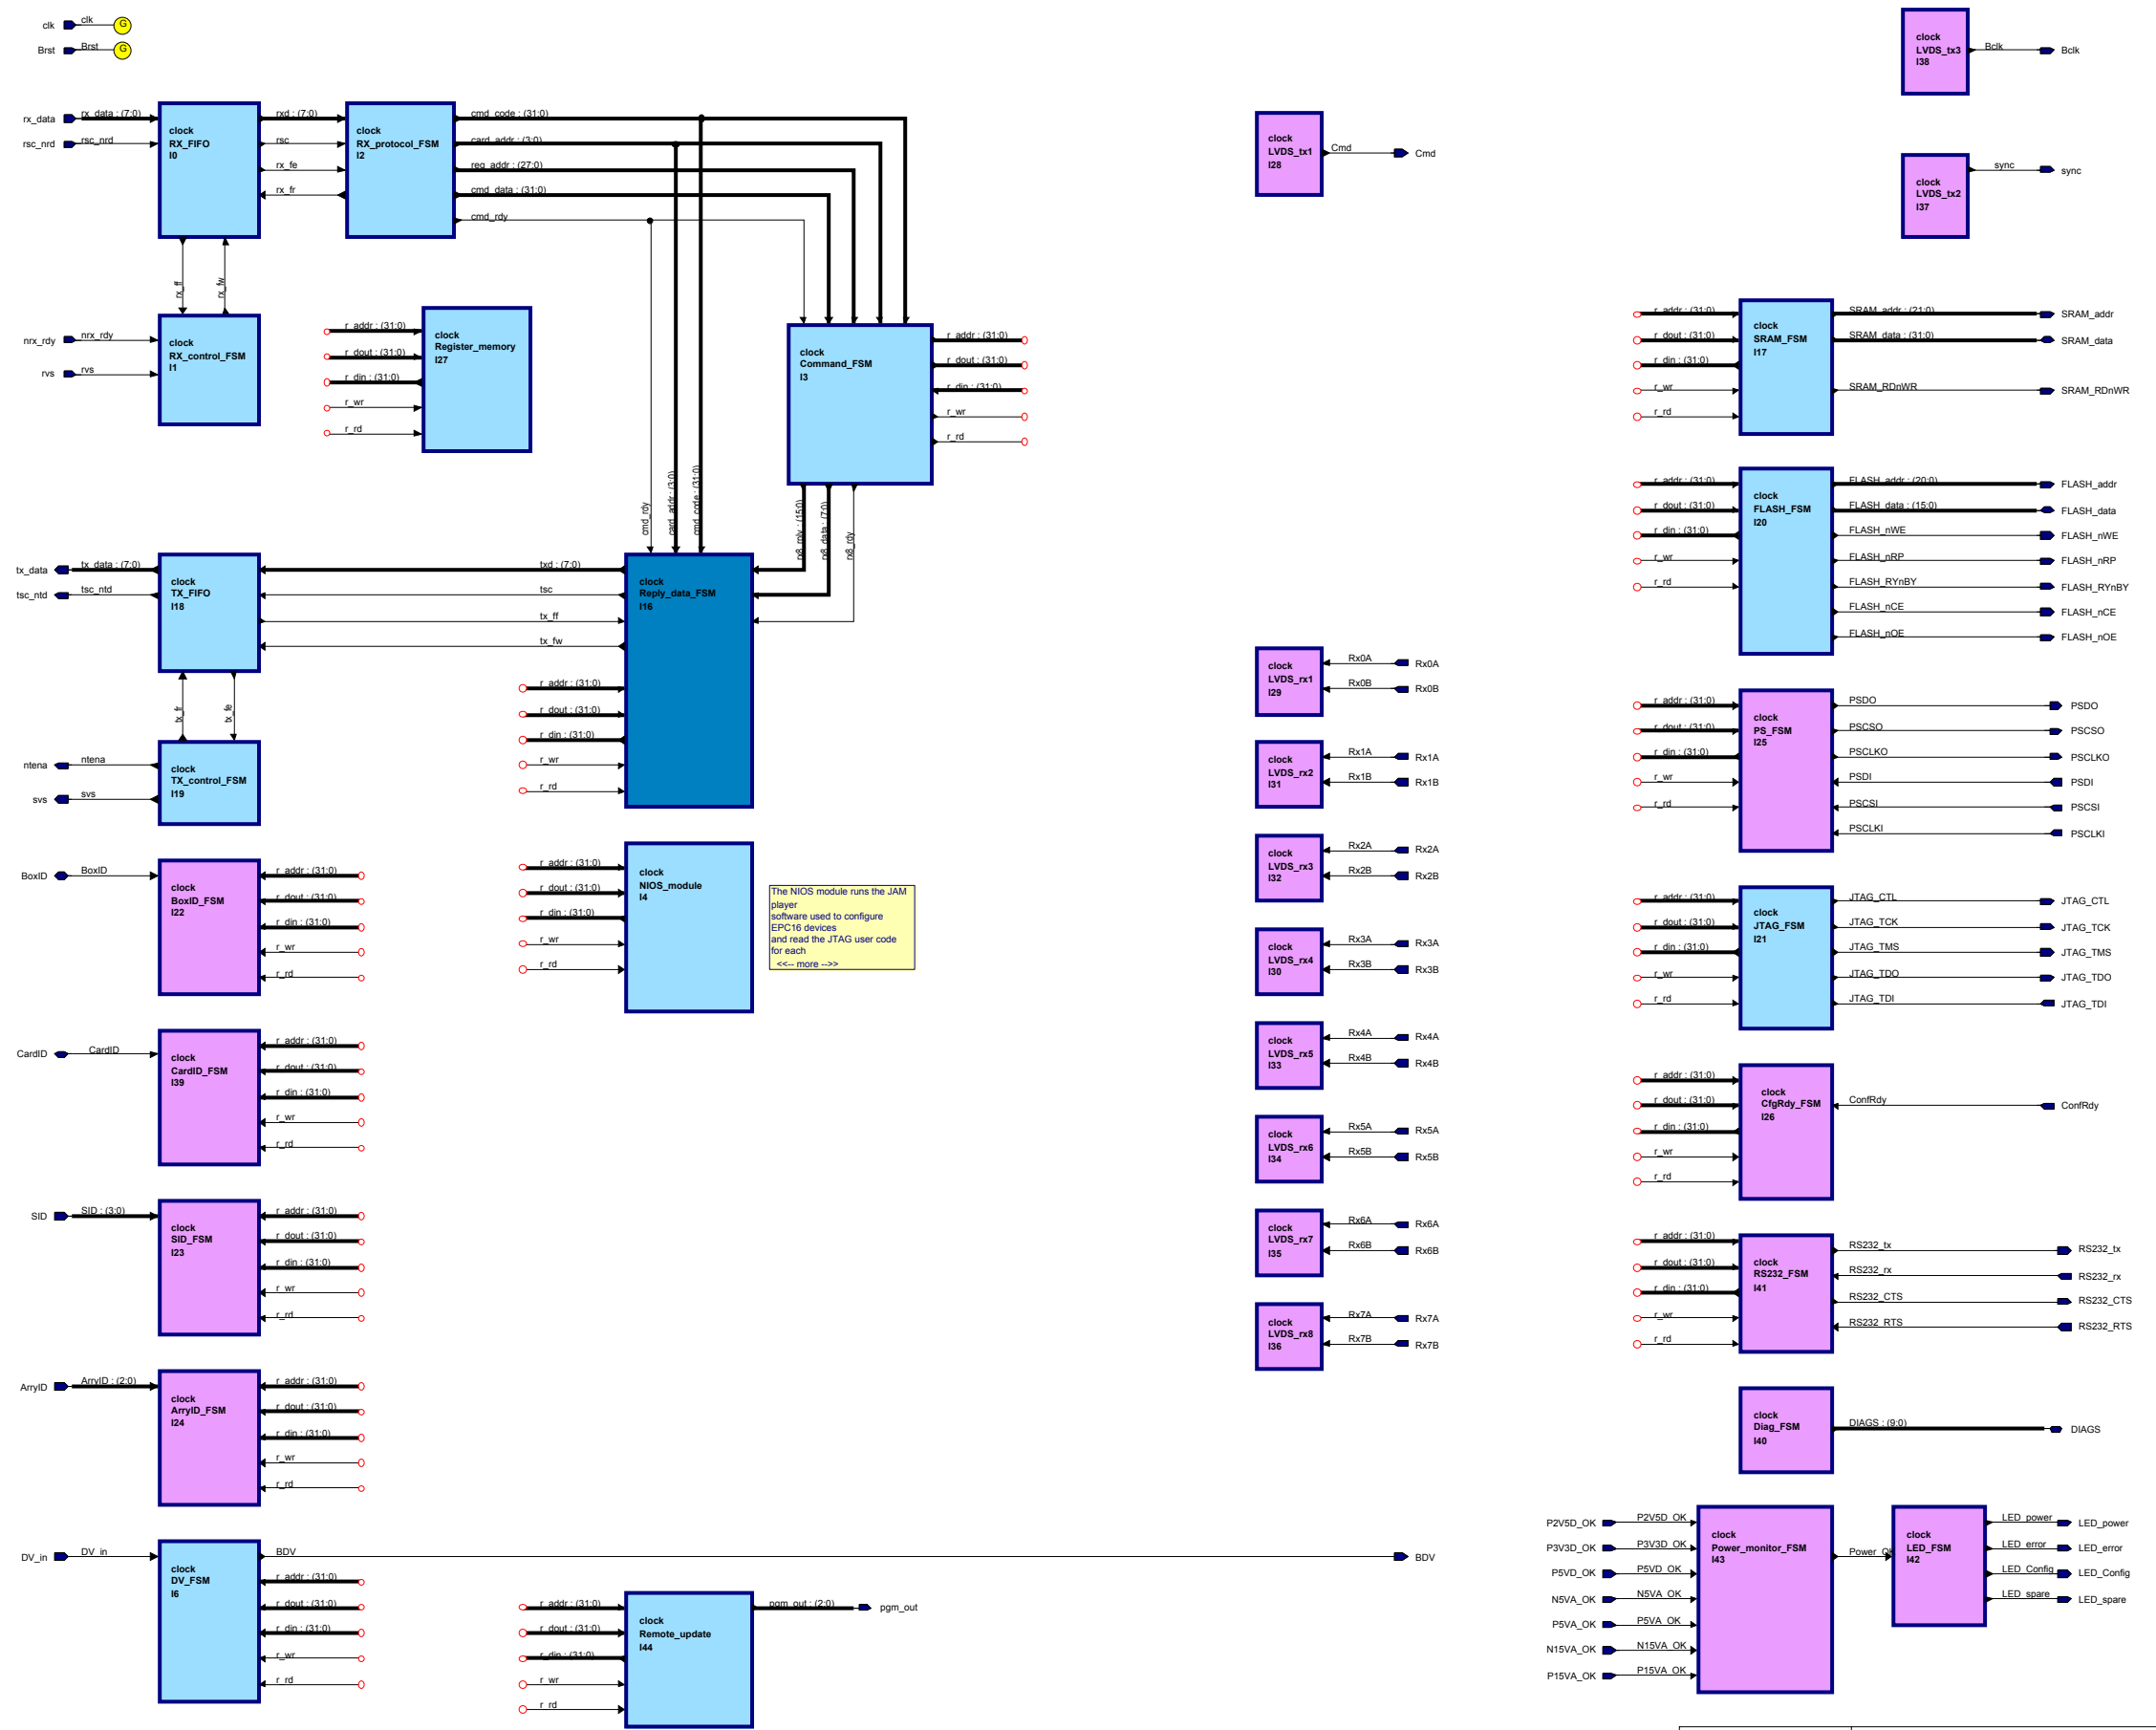 clk clk G
Brst Brst G
rx_data rx_data : (7:0)
rsc_nrd rsc_nrd
clock
RX_FIFO
I0
rxd : (7:0)
rsc
rx_fe
rx_fr
clock
RX_protocol_FSM
I2
cmd_code : (31:0)
card_addr : (3:0)
reg_addr : (27:0)
cmd_data : (31:0)
cmd_rdy
rx_ff
rx_fw
nrx_rdy nrx_rdy
rvs rvs
clock
RX_control_FSM
I1
r_addr : (31:0)
r_dout : (31:0)
r_din : (31:0)
r_wr
r_rd
clock
Register_memory
I27
clock
Command_FSM
I3
r_addr : (31:0)
r_dout : (31:0)
r_din : (31:0)
r_wr
r_rd
cmd_rdy
card_addr : (3:0)
cmd_code : (31:0)
rx8_rply : (15:0)
rx8_data : (7:0)
rx8_rdy
tx_data tx_data : (7:0)
tsc_ntd tsc_ntd
clock
TX_FIFO
I18
txd : (7:0)
tsc
tx_ff
tx_fw
clock
Reply_data_FSM
I16
r_addr : (31:0)
r_dout : (31:0)
r_din : (31:0)
r_wr
r_rd
tx_fr
tx_fe
ntena ntena
svs svs
clock
TX_control_FSM
I19
BoxID BoxID
clock
BoxID_FSM
I22
r_addr : (31:0)
r_dout : (31:0)
r_din : (31:0)
r_wr
r_rd
r_addr : (31:0)
r_dout : (31:0)
r_din : (31:0)
r_wr
r_rd
clock
NIOS_module
I4
The NIOS module runs the JAM
player
software used to configure
EPC16 devices
and read the JTAG user code
for each
<<-- more -->>
CardID CardID
clock
CardID_FSM
I39
r_addr : (31:0)
r_dout : (31:0)
r_din : (31:0)
r_wr
r_rd
SID SID : (3:0)
clock
SID_FSM
I23
r_addr : (31:0)
r_dout : (31:0)
r_din : (31:0)
r_wr
r_rd
ArryID ArryID : (2:0)
clock
ArryID_FSM
I24
r_addr : (31:0)
r_dout : (31:0)
r_din : (31:0)
r_wr
r_rd
DV_in DV_in
clock
DV_FSM
I6
BDV BDV
r_addr : (31:0)
r_dout : (31:0)
r_din : (31:0)
r_wr
r_rd
r_addr : (31:0)
r_dout : (31:0)
r_din : (31:0)
r_wr
r_rd
clock
Remote_update
I44
pgm_out : (2:0) pgm_out
clock
LVDS_tx1
I28
Cmd Cmd
clock
LVDS_rx1
I29
Rx0A Rx0A
Rx0B Rx0B
clock
LVDS_rx2
I31
Rx1A Rx1A
Rx1B Rx1B
clock
LVDS_rx3
I32
Rx2A Rx2A
Rx2B Rx2B
clock
LVDS_rx4
I30
Rx3A Rx3A
Rx3B Rx3B
clock
LVDS_rx5
I33
Rx4A Rx4A
Rx4B Rx4B
clock
LVDS_rx6
I34
Rx5A Rx5A
Rx5B Rx5B
clock
LVDS_rx7
I35
Rx6A Rx6A
Rx6B Rx6B
clock
LVDS_rx8
I36
Rx7A Rx7A
Rx7B Rx7B
clock
LVDS_tx3
I38
Bclk Bclk
clock
LVDS_tx2
I37
sync sync
r_addr : (31:0)
r_dout : (31:0)
r_din : (31:0)
r_wr
r_rd
clock
SRAM_FSM
I17
SRAM_addr : (21:0) SRAM_addr
SRAM_data : (31:0) SRAM_data
SRAM_RDnWR SRAM_RDnWR
r_addr : (31:0)
r_dout : (31:0)
r_din : (31:0)
r_wr
r_rd
clock
FLASH_FSM
I20
FLASH_addr : (20:0) FLASH_addr
FLASH_data : (15:0) FLASH_data
FLASH_nWE FLASH_nWE
FLASH_nRP FLASH_nRP
FLASH_RYnBY FLASH_RYnBY
FLASH_nCE FLASH_nCE
FLASH_nOE FLASH_nOE
r_addr : (31:0)
r_dout : (31:0)
r_din : (31:0)
r_wr
r_rd
clock
PS_FSM
I25
PSDO PSDO
PSCSO PSCSO
PSCLKO PSCLKO
PSDI PSDI
PSCSI PSCSI
PSCLKI PSCLKI
r_addr : (31:0)
r_dout : (31:0)
r_din : (31:0)
r_wr
r_rd
clock
JTAG_FSM
I21
JTAG_CTL JTAG_CTL
JTAG_TCK JTAG_TCK
JTAG_TMS JTAG_TMS
JTAG_TDO JTAG_TDO
JTAG_TDI JTAG_TDI
r_addr : (31:0)
r_dout : (31:0)
r_din : (31:0)
r_wr
r_rd
clock
CfgRdy_FSM
I26
ConfRdy ConfRdy
r_addr : (31:0)
r_dout : (31:0)
r_din : (31:0)
r_wr
r_rd
clock
RS232_FSM
I41
RS232_tx RS232_tx
RS232_rx RS232_rx
RS232_CTS RS232_CTS
RS232_RTS RS232_RTS
clock
Diag_FSM
I40
DIAGS : (9:0) DIAGS
P2V5D_OK P2V5D_OK
P3V3D_OK P3V3D_OK
P5VD_OK P5VD_OK
N5VA_OK N5VA_OK
P5VA_OK P5VA_OK
N15VA_OK N15VA_OK
P15VA_OK P15VA_OK
clock
Power_monitor_FSM
I43
Power_OK
clock
LED_FSM
I42
LED_power LED_power
LED_error LED_error
LED_Config LED_Config
LED_spare LED_spare